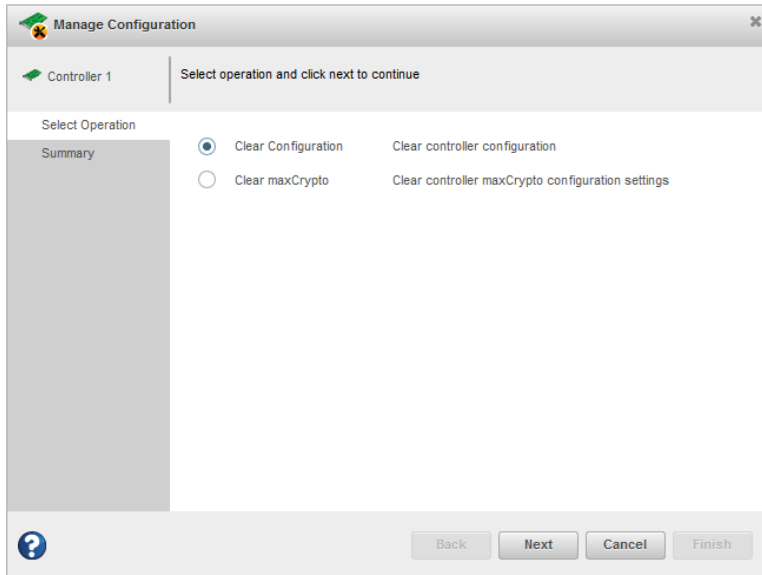 Manage Configuration
Controller 1
Select operation and click next to continue
Select Operation
Summary
Clear Configuration Clear controller configuration
Clear maxCrypto Clear controller maxCrypto configuration settings
? Back Next Cancel Finish